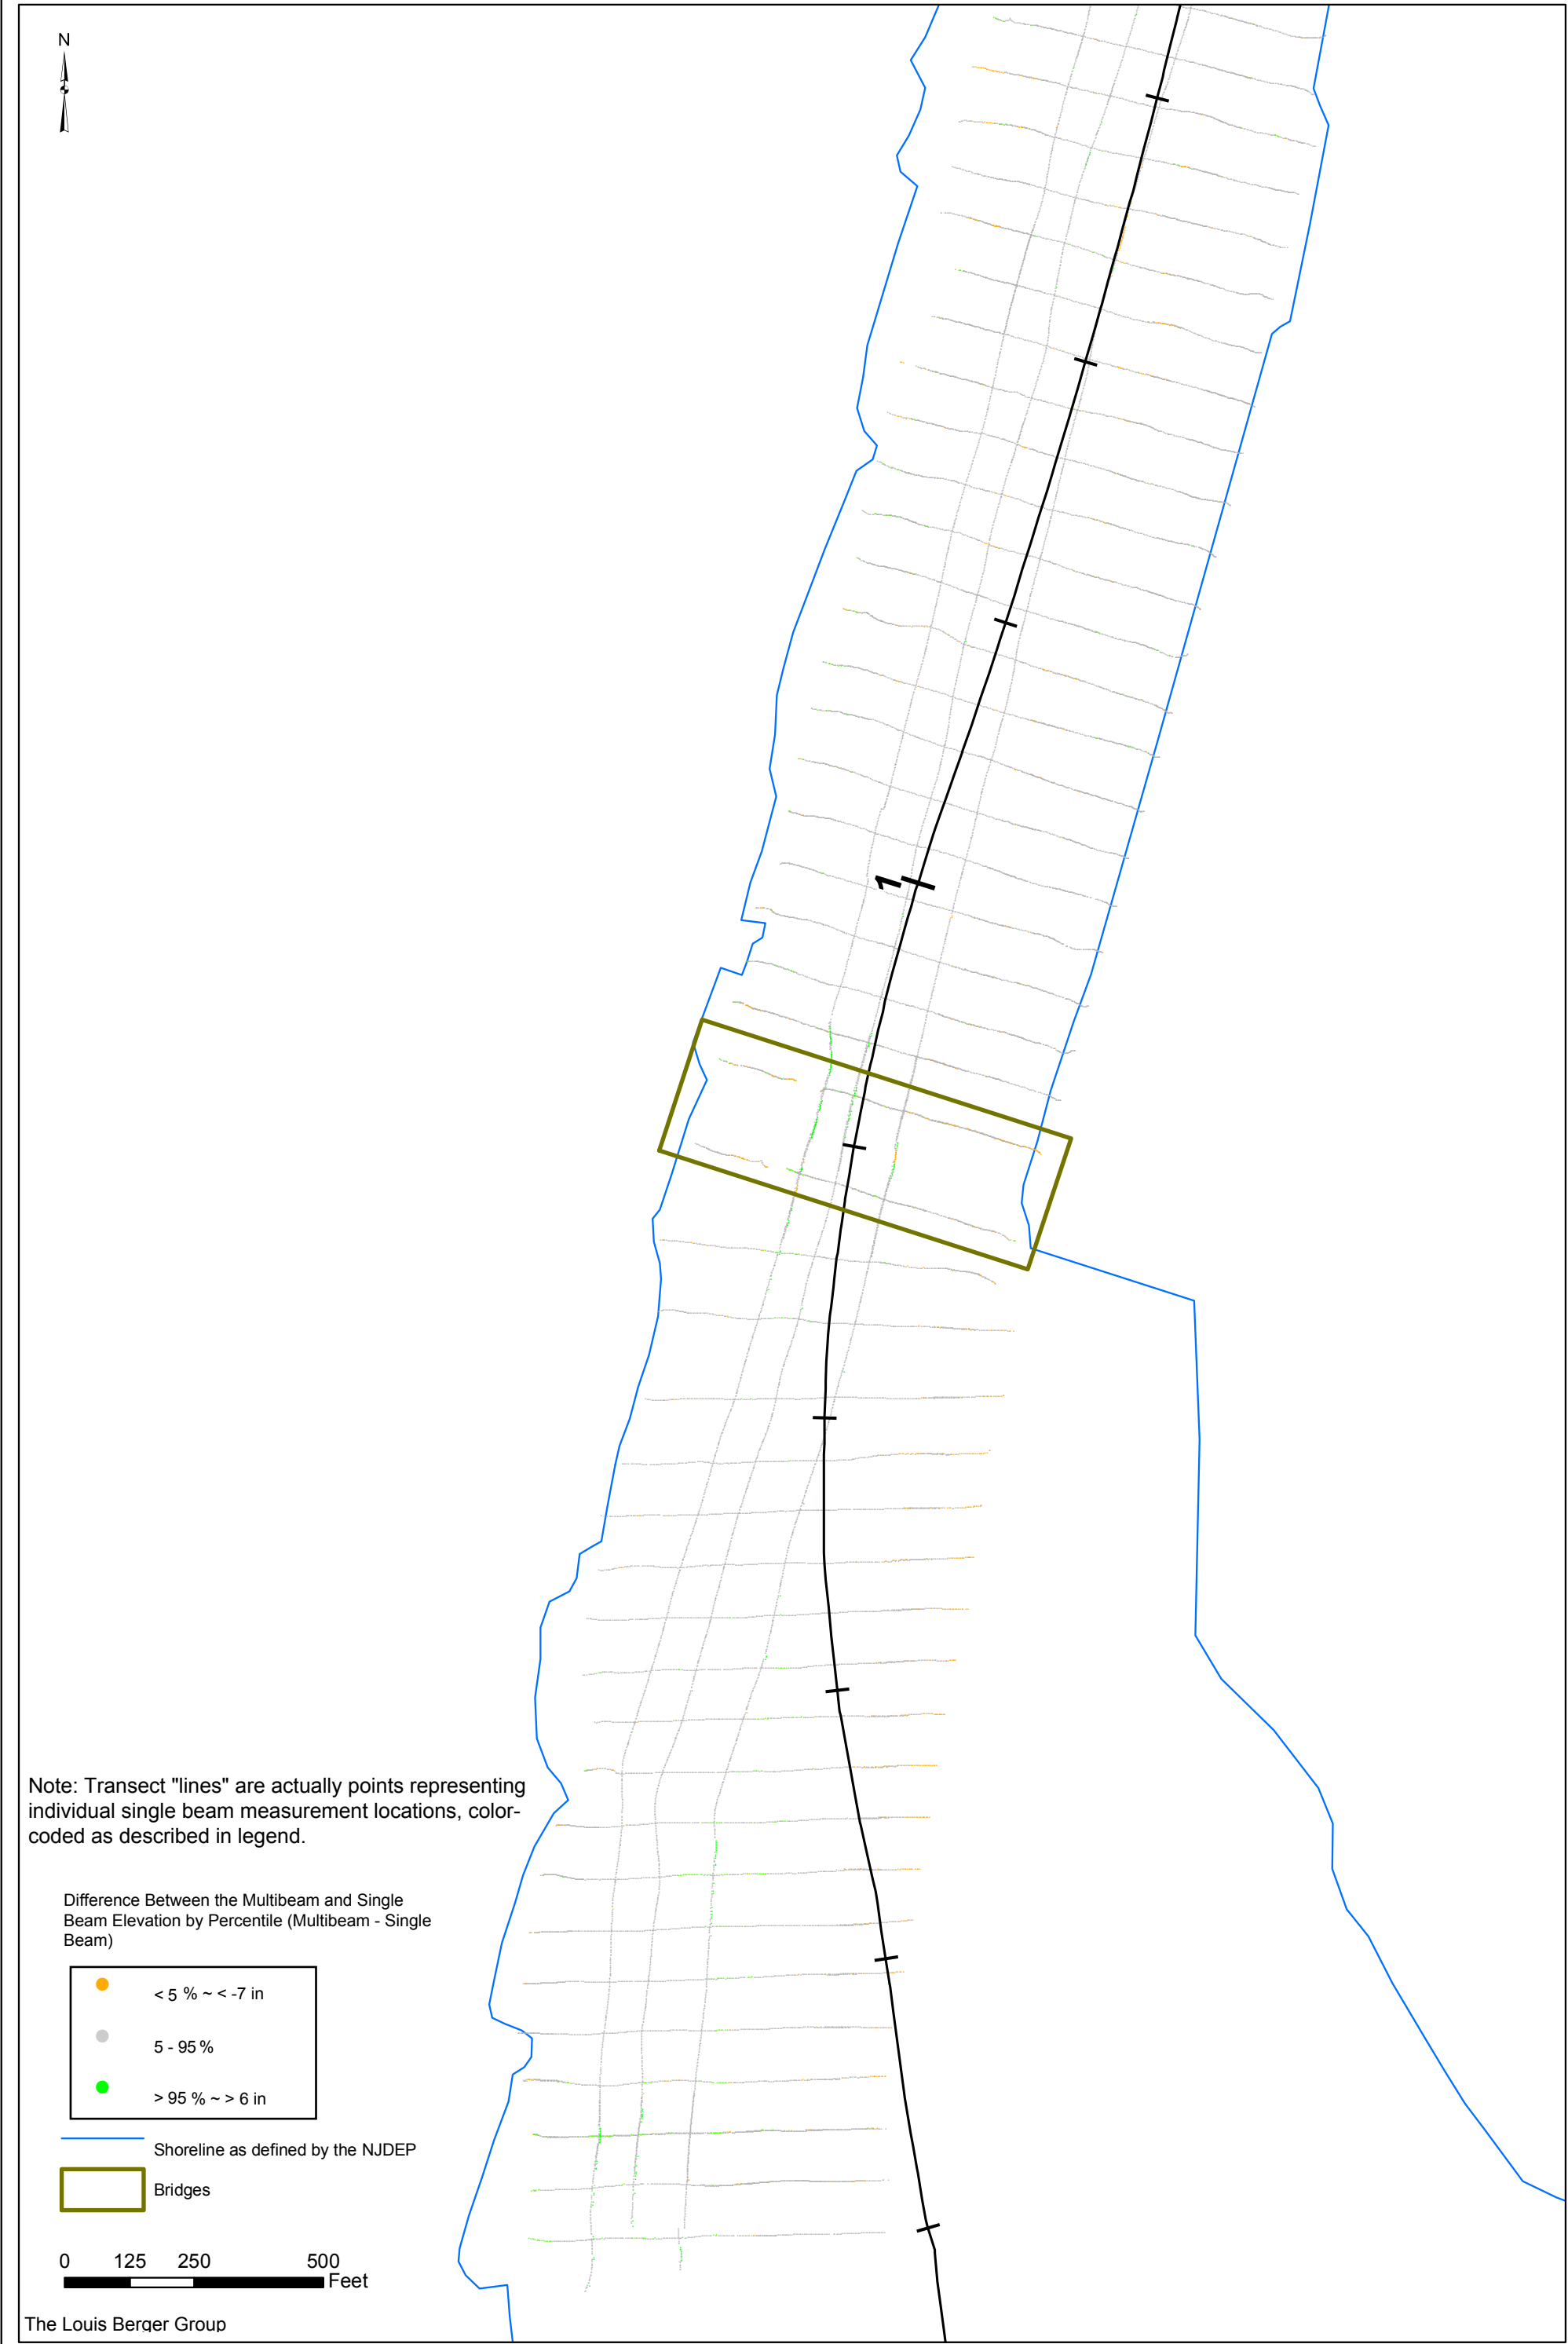 N
1
Note: Transect "lines" are actually points representing
individual single beam measurement locations, color-
coded as described in legend.
Difference Between the Multibeam and Single
Beam Elevation by Percentile (Multibeam - Single
Beam)
< 5 % ~ < -7 in
5 - 95 %
> 95 % ~ > 6 in
Shoreline as defined by the NJDEP
Bridges
0 125 250 500
Feet
The Louis Berger Group